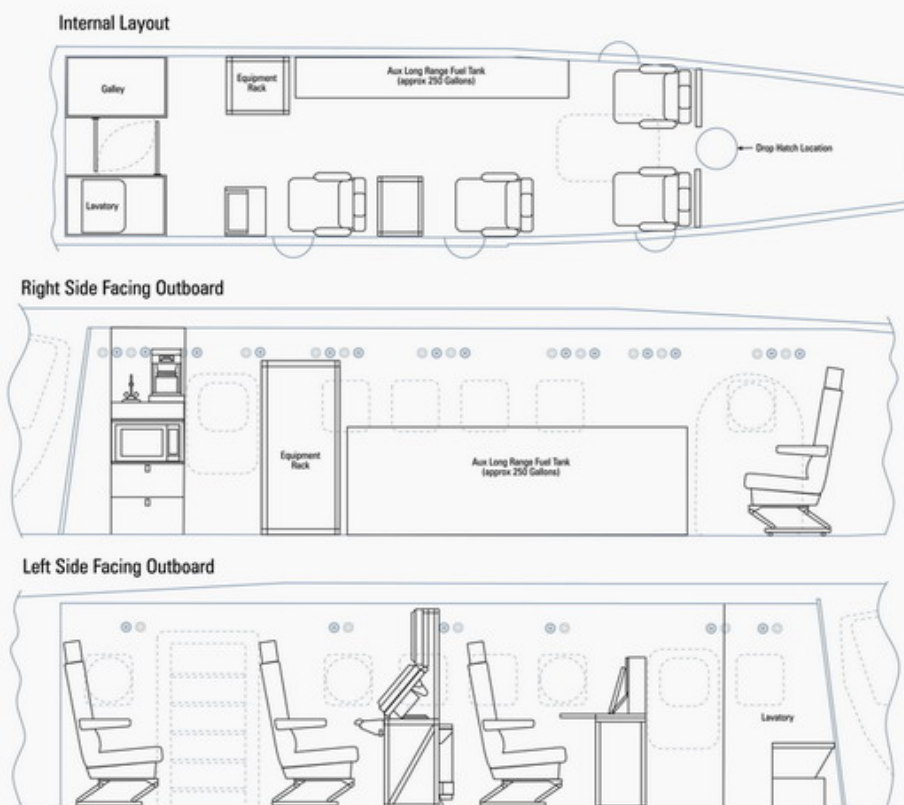 Internal Layout
Galley
Equipment
Rack
Aux Long Range Fuel Tank
(approx 250 Gallons)
Drop Hatch Location
Lavatory
Right Side Facing Outboard
Equipment
Rack
Aux Long Range Fuel Tank
(approx 250 Gallons)
Left Side Facing Outboard
Lavatory